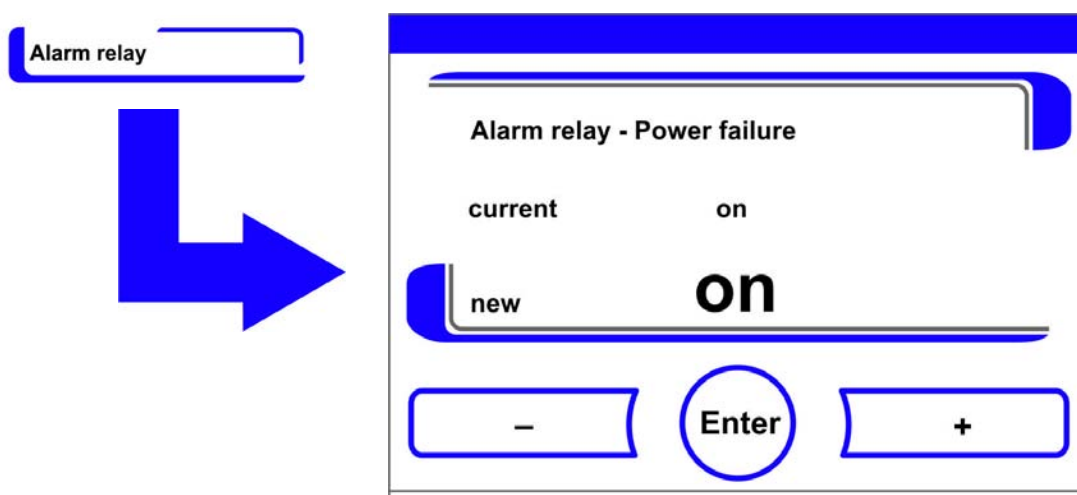 Alarm relay
Alarm relay - Power failure
current on
new on
– Enter +